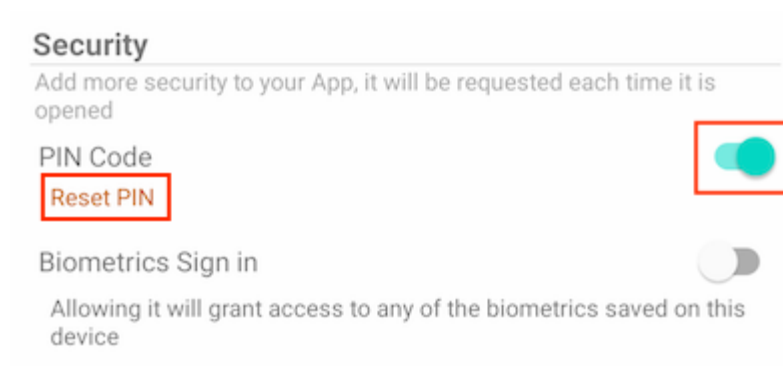 Security
Add more security to your App, it will be requested each time it is
opened
PIN Code
Reset PIN
Biometrics Sign in
Allowing it will grant access to any of the biometrics saved on this
device